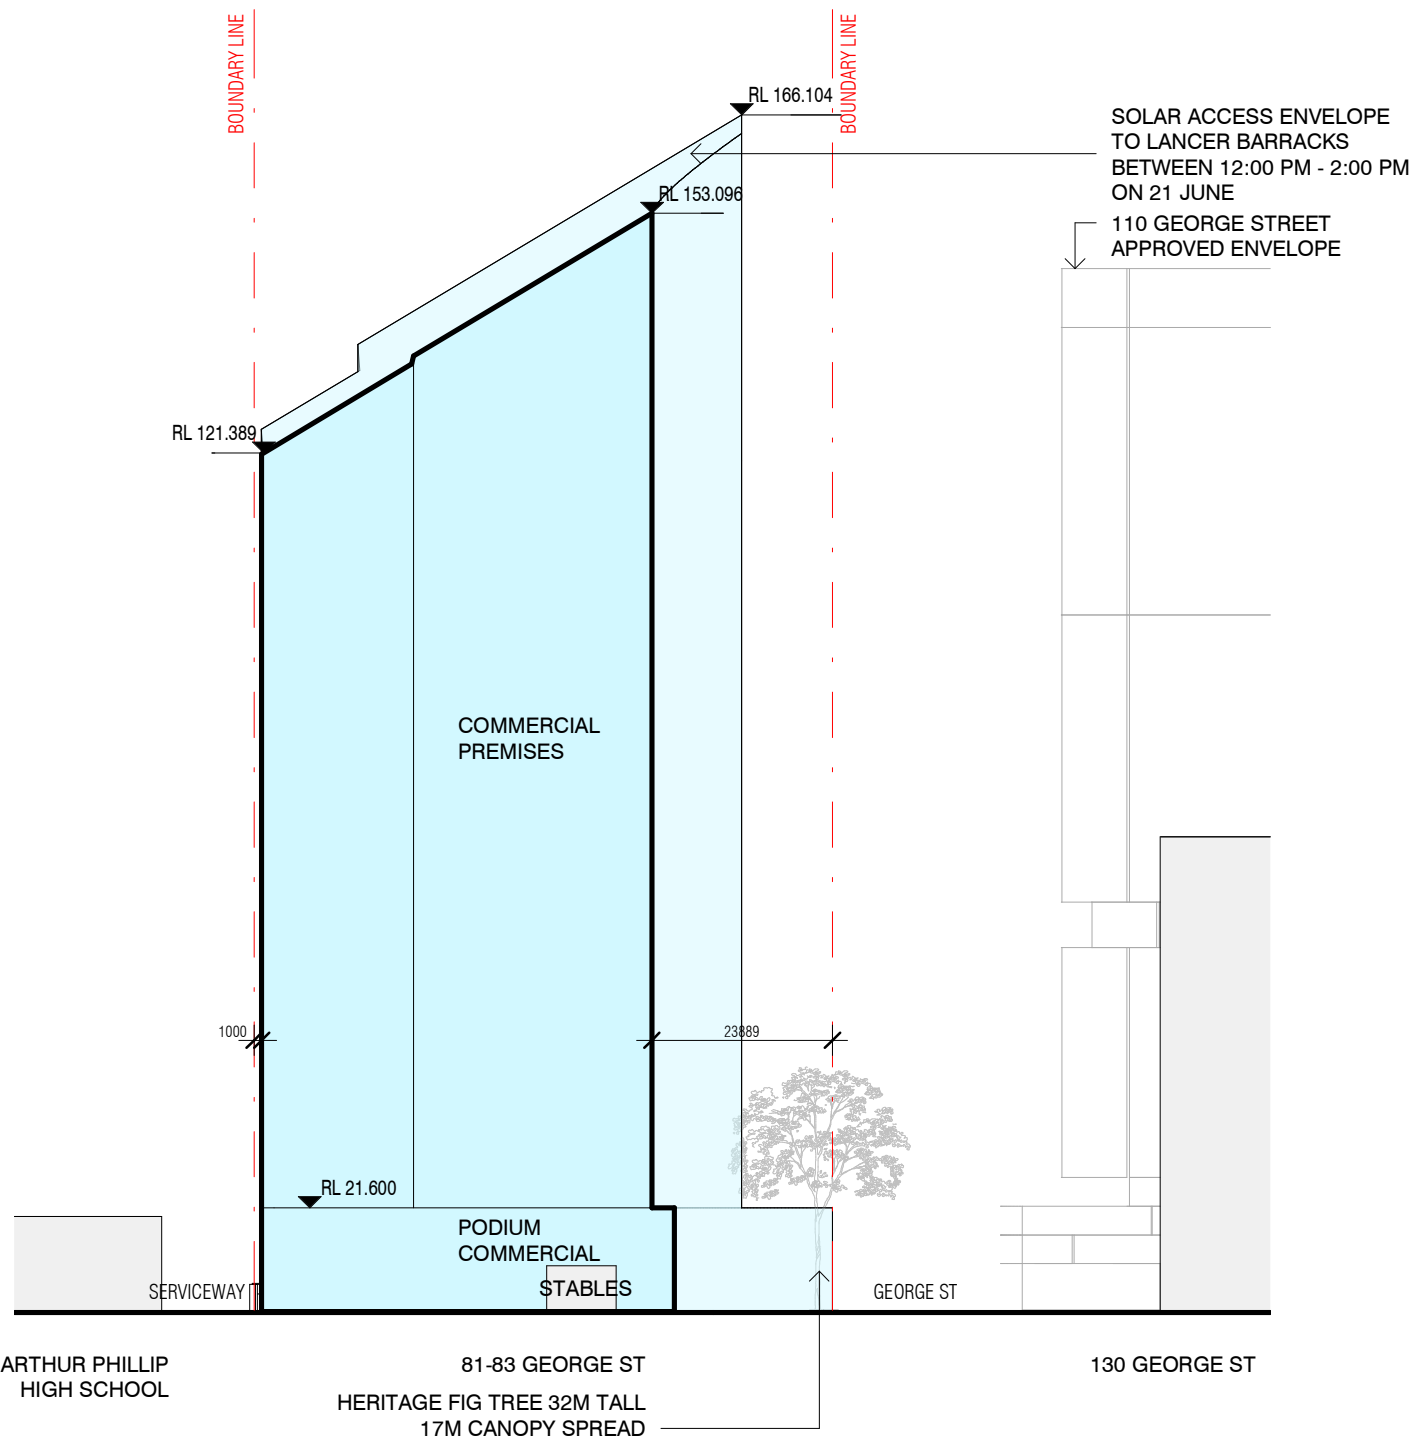 BOUNDARY LINE
BOUNDARY LINE
RL 166.104
SOLAR ACCESS ENVELOPE
TO LANCER BARRACKS
BETWEEN 12:00 PM - 2:00 PM
ON 21 JUNE
RL 153.096
110 GEORGE STREET
APPROVED ENVELOPE
RL 121.389
COMMERCIAL
PREMISES
1000
23889
RL 21.600
PODIUM
COMMERCIAL
STABLES
SERVICEWAY
GEORGE ST
ARTHUR PHILLIP
HIGH SCHOOL
81-83 GEORGE ST
130 GEORGE ST
HERITAGE FIG TREE 32M TALL
17M CANOPY SPREAD